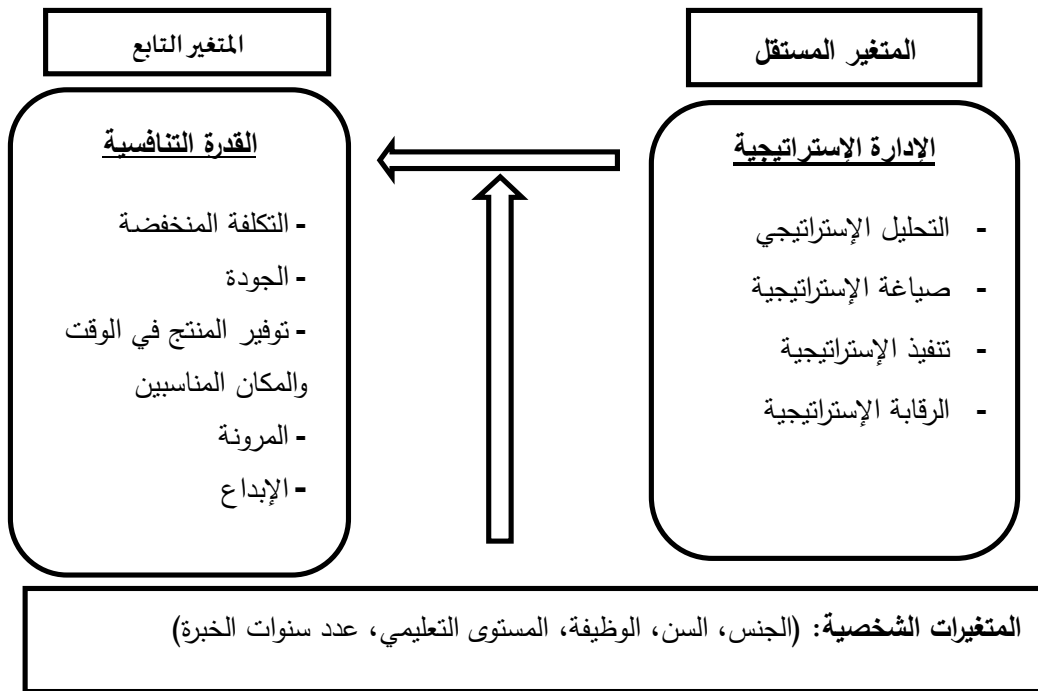 المتغير المستقل
المتغير التابع
الإدارة الإستراتيجية
- التحليل الإستراتيجي
- صياغة الإستراتيجية
- تنفيذ الإستراتيجية
- الرقابة الإستراتيجية
القدرة التنافسية
- التكلفة المنخفضة
- الجودة
- توفير المنتج في الوقت
والمكان المناسبين
- المرونة
- الإبداع
المتغيرات الشخصية: (الجنس، السن، الوظيفة، المستوى التعليمي، عدد سنوات الخبرة)